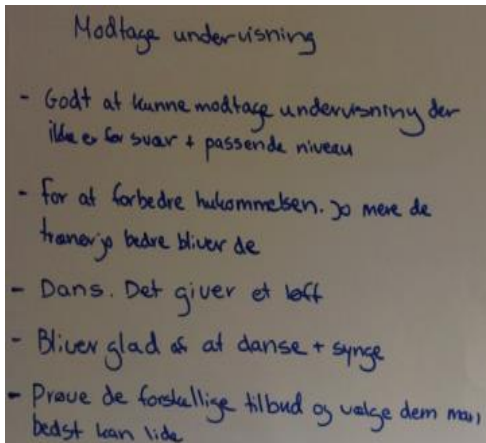 Modtage undervisning
- Godt at kunne modtage undervisning der
ikke er for svær + passende niveau
- for at forbedre hukommelsen. Jo mere de
træner jo bedre bliver de
- Dans. Det giver et løft
- Bliver glad af at danse + synge
- Prøve de forskellige tilbud og vælge dem man
bedst kan lide